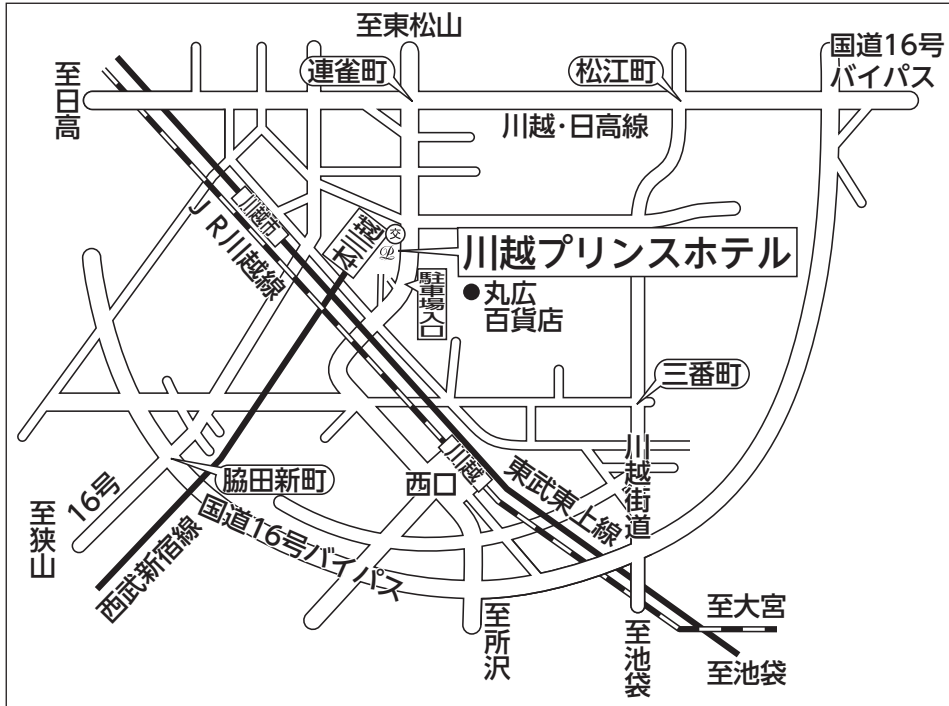 至東松山
国道16号
バイパス
至日高
連雀町
松江町
川越・日高線
川越市
JR川越線
本川越
交
P
川越プリンスホテル
駐車場入口
●丸広
百貨店
三番町
川越
西口
東武東上線
川越街道
脇田新町
16号
至狭山
西武新宿線
国道16号バイパス
至所沢
至池袋
至大宮
至池袋